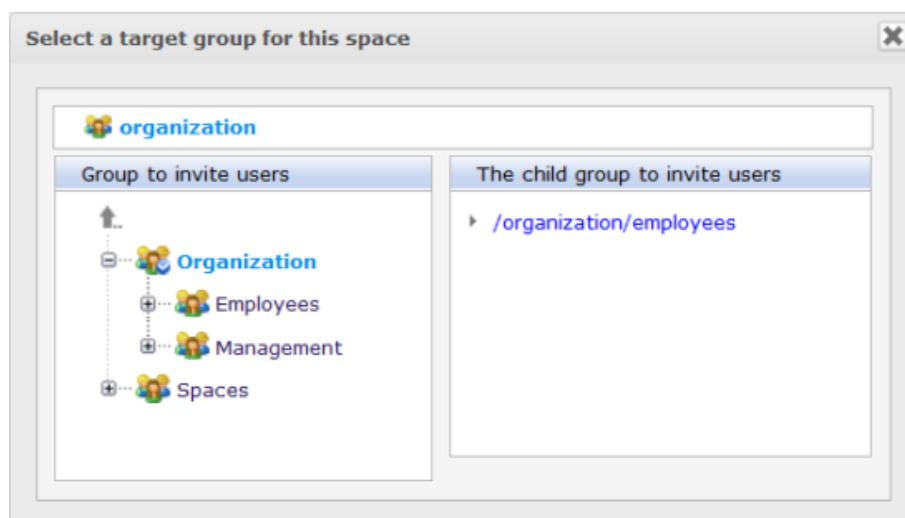 Select a target group for this space
organization
Group to invite users
Organization
Employees
Management
Spaces
The child group to invite users
/organization/employees